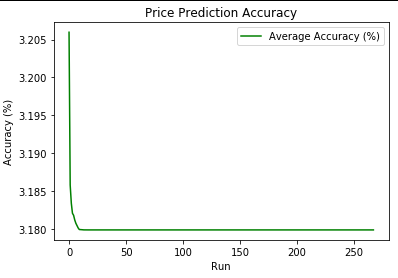 Price Prediction Accuracy
Average Accuracy (%)
Accuracy (%)
3.205
3.200
3.195
3.190
3.185
3.180
0 50 100 150 200 250
Run